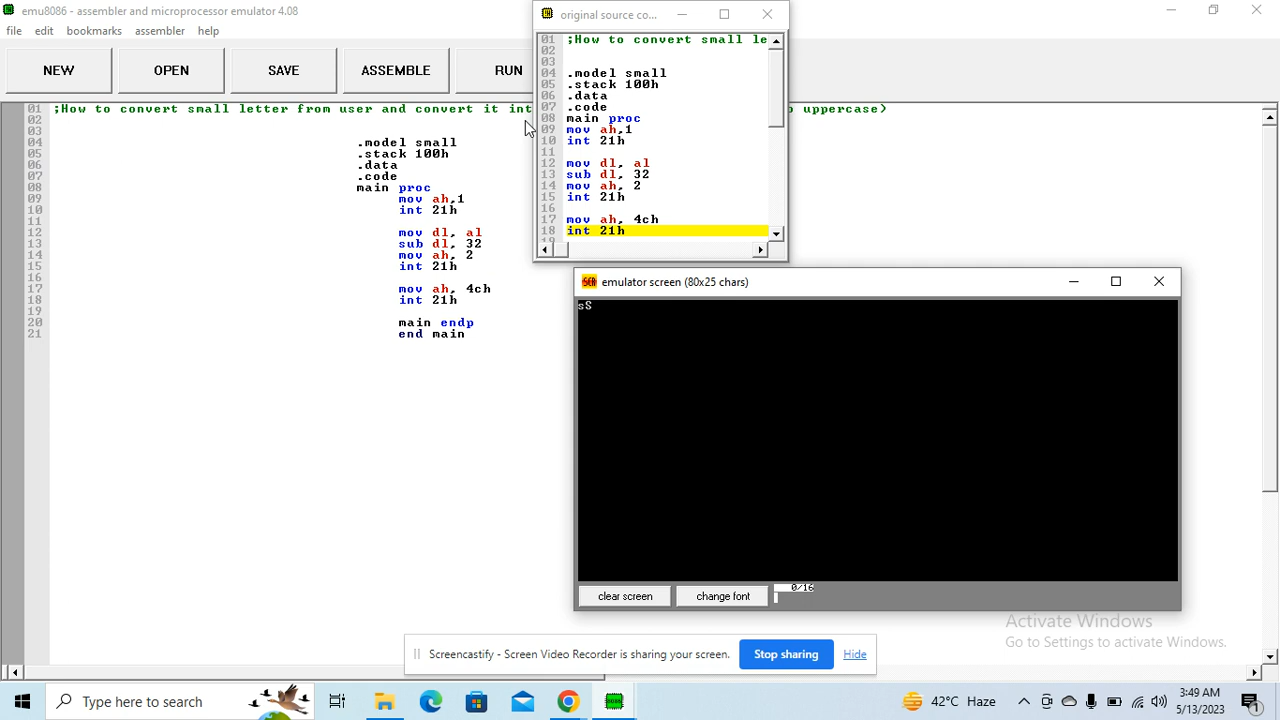 emu8086 - assembler and microprocessor emulator 4.08
file edit bookmarks assembler help
NEW OPEN SAVE ASSEMBLE RUN
01 ;How to convert small letter from user and convert it int
o uppercase)
02
03
04 .model small
05 .stack 100h
06 .data
07 .code
08 main proc
09 mov ah,1
10 int 21h
11
12 mov dl, al
13 sub dl, 32
14 mov ah, 2
15 int 21h
16
17 mov ah, 4ch
18 int 21h
19
20 main endp
21 end main
original source co...
01 ;How to convert small le
02
03
04 .model small
05 .stack 100h
06 .data
07 .code
08 main proc
09 mov ah,1
10 int 21h
11
12 mov dl, al
13 sub dl, 32
14 mov ah, 2
15 int 21h
16
17 mov ah, 4ch
18 int 21h
19
SCR emulator screen (80x25 chars)
sS
clear screen change font 0/16
Activate Windows
Go to Settings to activate Windows.
Screencastify - Screen Video Recorder is sharing your screen. Stop sharing Hide
Type here to search
42°C Haze
3:49 AM
5/13/2023
1